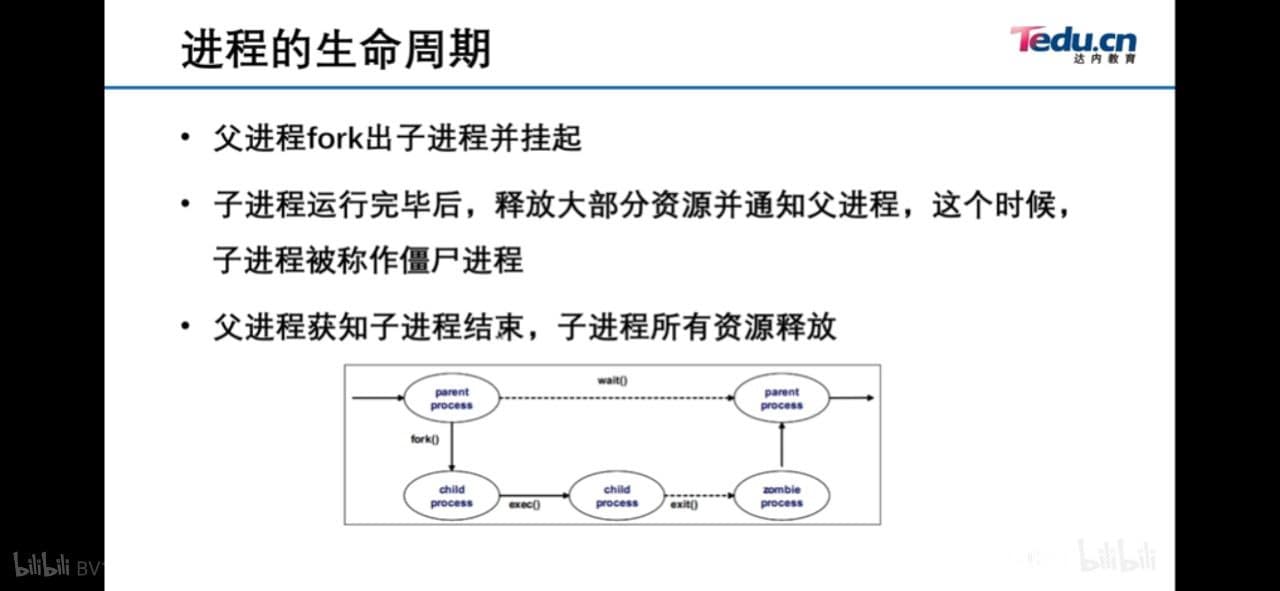 进程的生命周期
Tedu.cn
达内教育
• 父进程fork出子进程并挂起
• 子进程运行完毕后，释放大部分资源并通知父进程，这个时候，
子进程被称作僵尸进程
• 父进程获知子进程结束，子进程所有资源释放
wait()
parent
process
parent
process
fork()
child
process
exec()
child
process
exit()
zombie
process
bilibili BV
bilibili